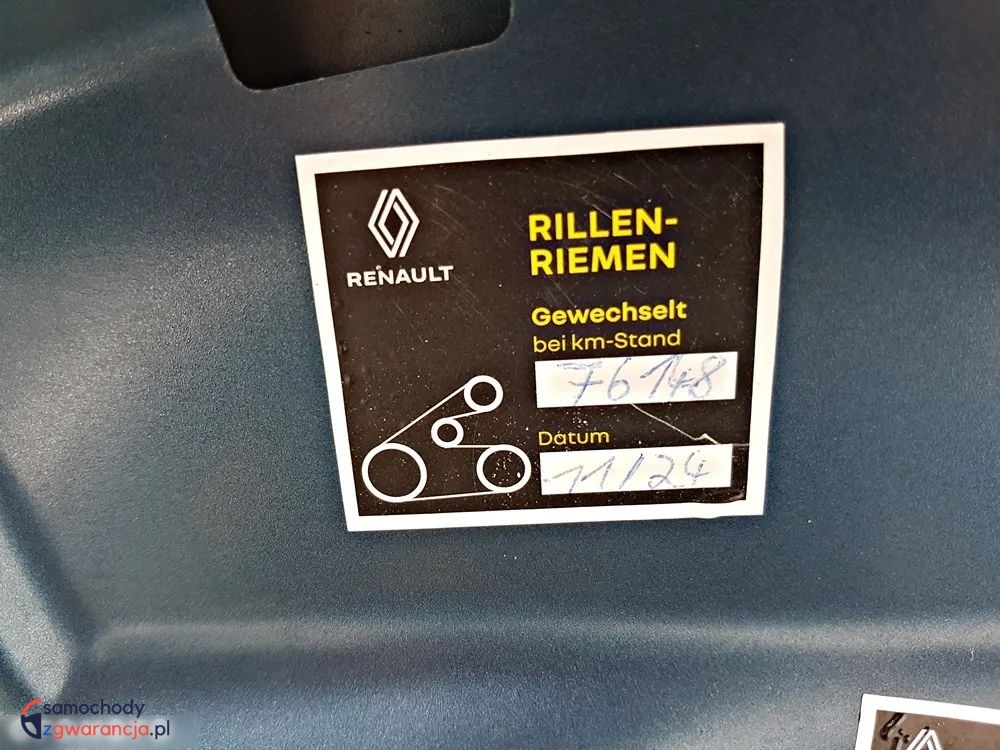 RENAULT
RILLEN-
RIEMEN
Gewechselt
bei km-Stand
76148
Datum
11/24
samochody
zgwarancja.pl